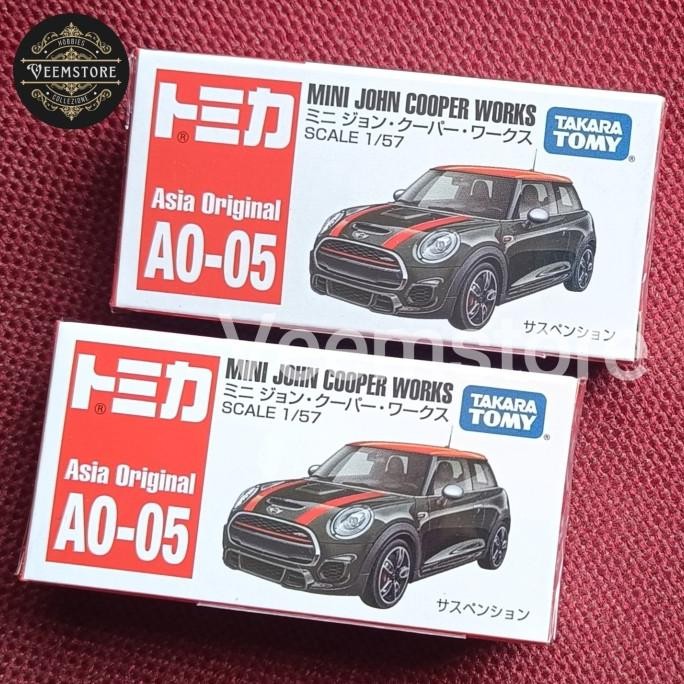 HOBBIES
VEEMSTORE
COLLEZIONE
トミカ
®
Asia Original
AO-05
MINI JOHN COOPER WORKS
ミニ ジョン・クーパー・ワークス
SCALE 1/57
TAKARA
TOMY
®
サスペンション
Veemstore
トミカ
®
Asia Original
AO-05
MINI JOHN COOPER WORKS
ミニ ジョン・クーパー・ワークス
SCALE 1/57
TAKARA
TOMY
®
サスペンション
Veemstore